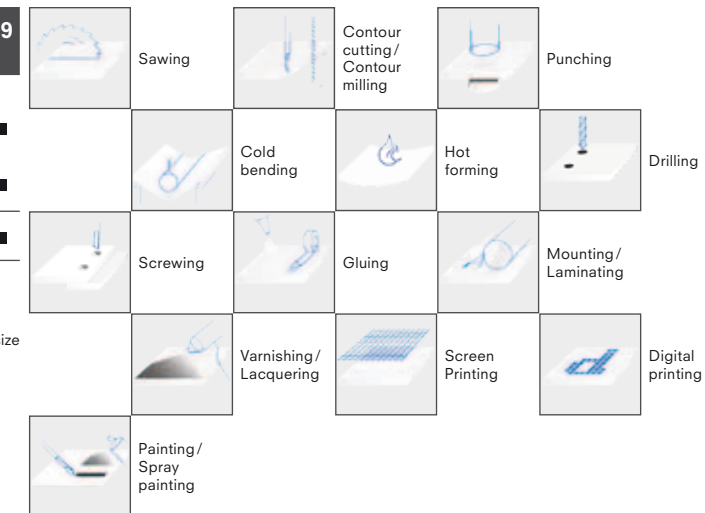 9
Sawing
Contour
cutting/
Contour
milling
Punching
Cold
bending
Hot
forming
Drilling
Screwing
Gluing
Mounting/
Laminating
size
Varnishing/
Lacquering
Screen
Printing
Digital
printing
Painting/
Spray
painting